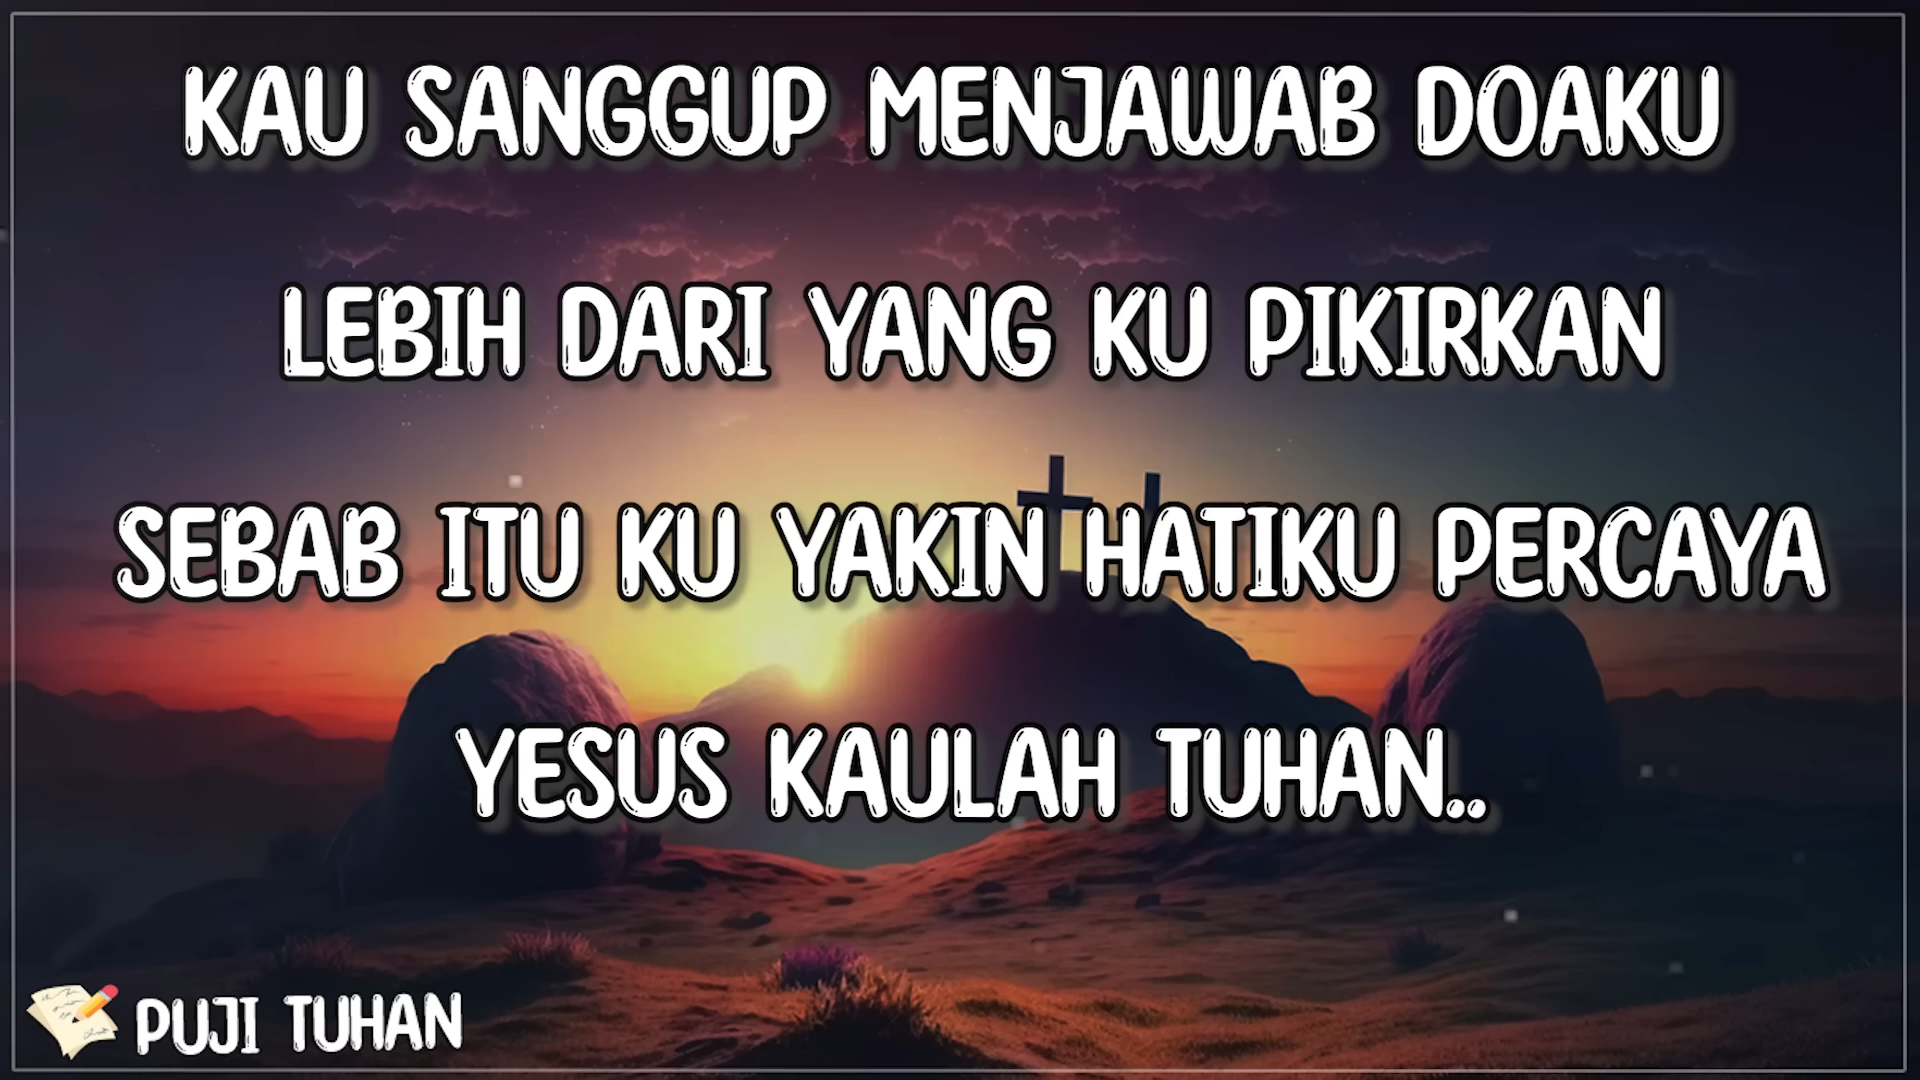 KAU SANGGUP MENJAWAB DOAKU
LEBIH DARI YANG KU PIKIRKAN
SEBAB ITU KU YAKIN HATIKU PERCAYA
YESUS KAULAH TUHAN..
PUJI TUHAN